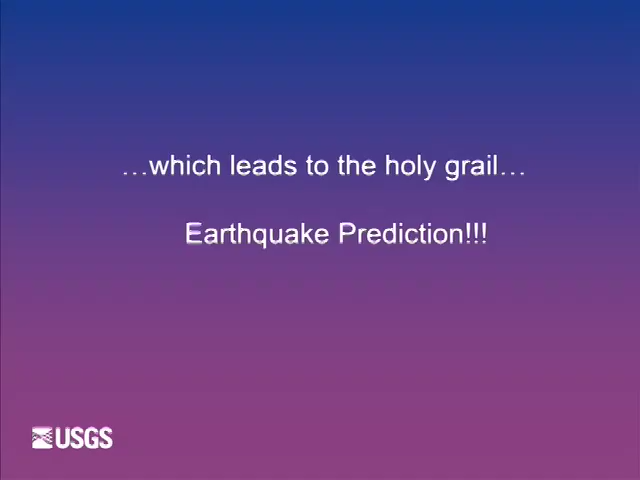 …which leads to the holy grail…
Earthquake Prediction!!!
USGS